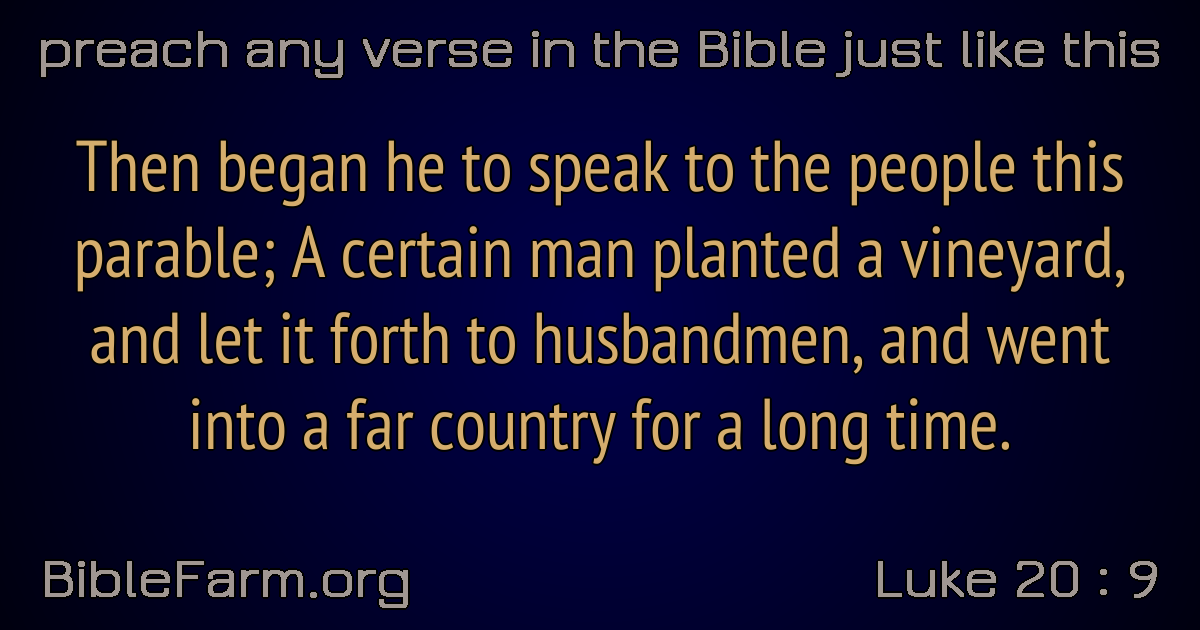 preach any verse in the Bible just like this
Then began he to speak to the people this
parable; A certain man planted a vineyard,
and let it forth to husbandmen, and went
into a far country for a long time.
BibleFarm.org
Luke 20 : 9